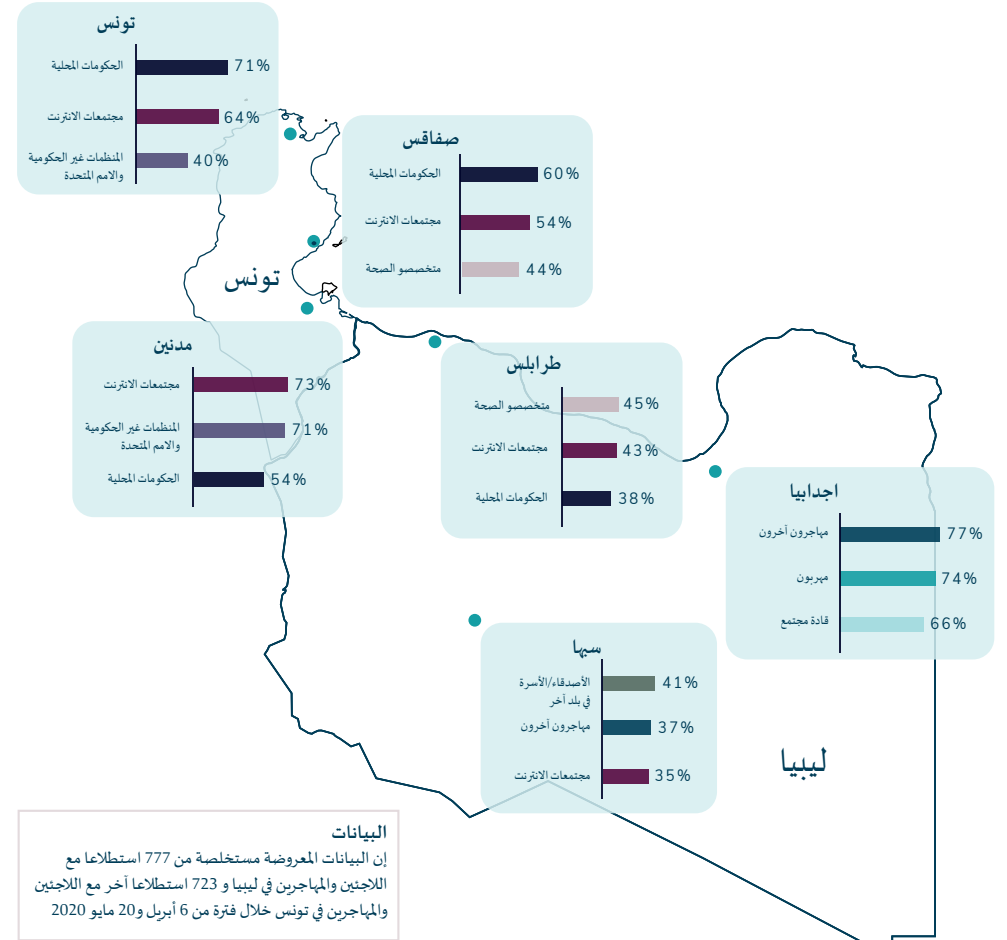 تونس
الحكومات المحلية 71%
مجتمعات الانترنت 64%
المنظمات غير الحكومية
والامم المتحدة 40%
صفاقس
الحكومات المحلية 60%
مجتمعات الانترنت 54%
متخصصو الصحة 44%
تونس
مدنين
مجتمعات الانترنت 73%
المنظمات غير الحكومية
والامم المتحدة 71%
الحكومات المحلية 54%
طرابلس
متخصصو الصحة 45%
مجتمعات الانترنت 43%
الحكومات المحلية 38%
اجدابيا
مهاجرون آخرون 77%
مهربون 74%
قادة مجتمع 66%
سبها
الأصدقاء/الأسرة
في بلد آخر 41%
مهاجرون آخرون 37%
مجتمعات الانترنت 35%
ليبيا
البيانات
إن البيانات المعروضة مستخلصة من 777 استطلاعا مع
اللاجئين والمهاجرين في ليبيا و 723 استطلاعا آخر مع اللاجئين
والمهاجرين في تونس خلال فترة من 6 أبريل و20 مايو 2020